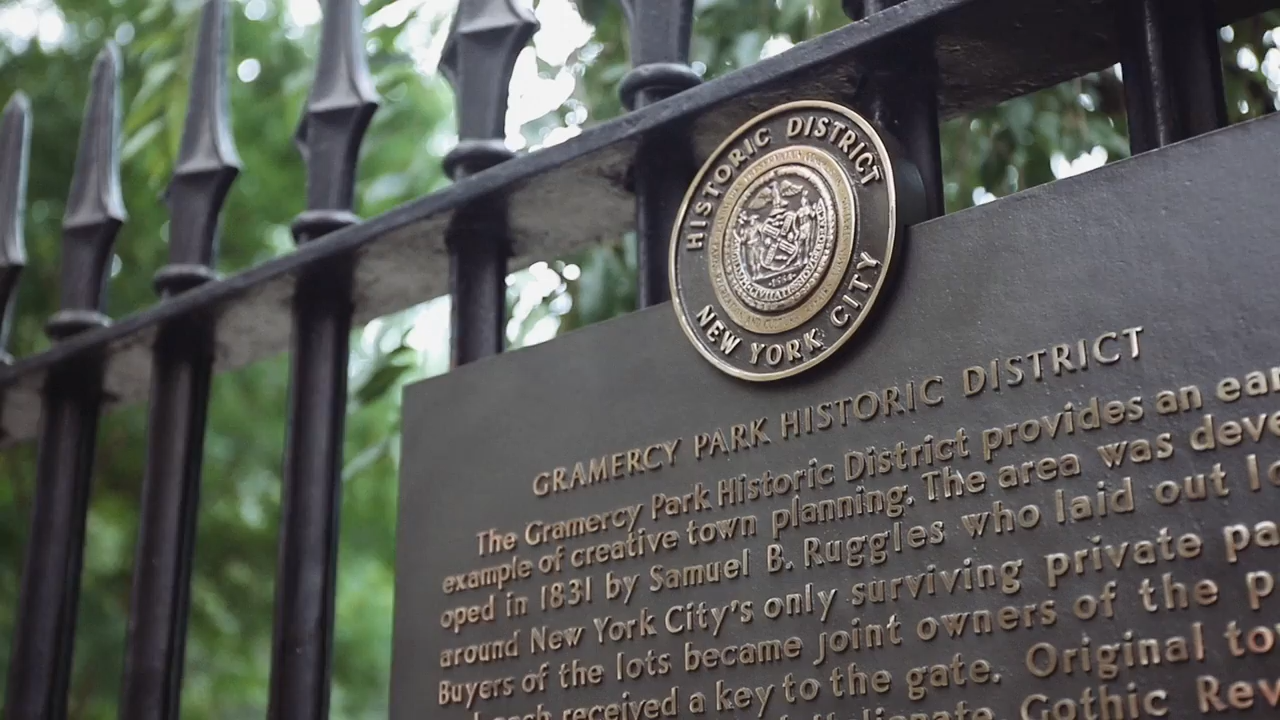 HISTORIC DISTRICT
NEW YORK CITY
GRAMERCY PARK HISTORIC DISTRICT
The Gramercy Park Historic District provides an
example of creative town planning. The area was
oped in 1831 by Samuel B. Ruggles who laid out
around New York City's only surviving private
Buyers of the lots became joint owners of the
received a key to the gate. Original
Gothic